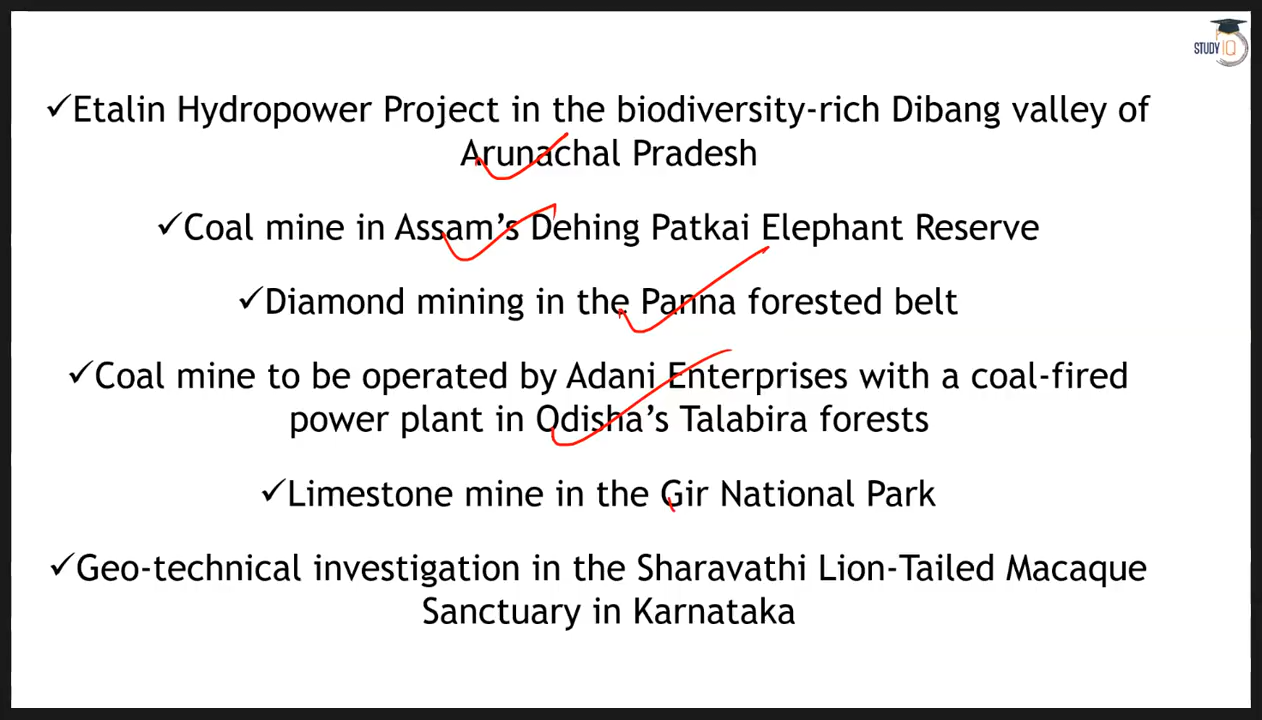 STUDY IQ
✓Etalin Hydropower Project in the biodiversity-rich Dibang valley of
Arunachal Pradesh
✓Coal mine in Assam’s Dehing Patkai Elephant Reserve
✓Diamond mining in the Panna forested belt
✓Coal mine to be operated by Adani Enterprises with a coal-fired
power plant in Odisha’s Talabira forests
✓Limestone mine in the Gir National Park
✓Geo-technical investigation in the Sharavathi Lion-Tailed Macaque
Sanctuary in Karnataka